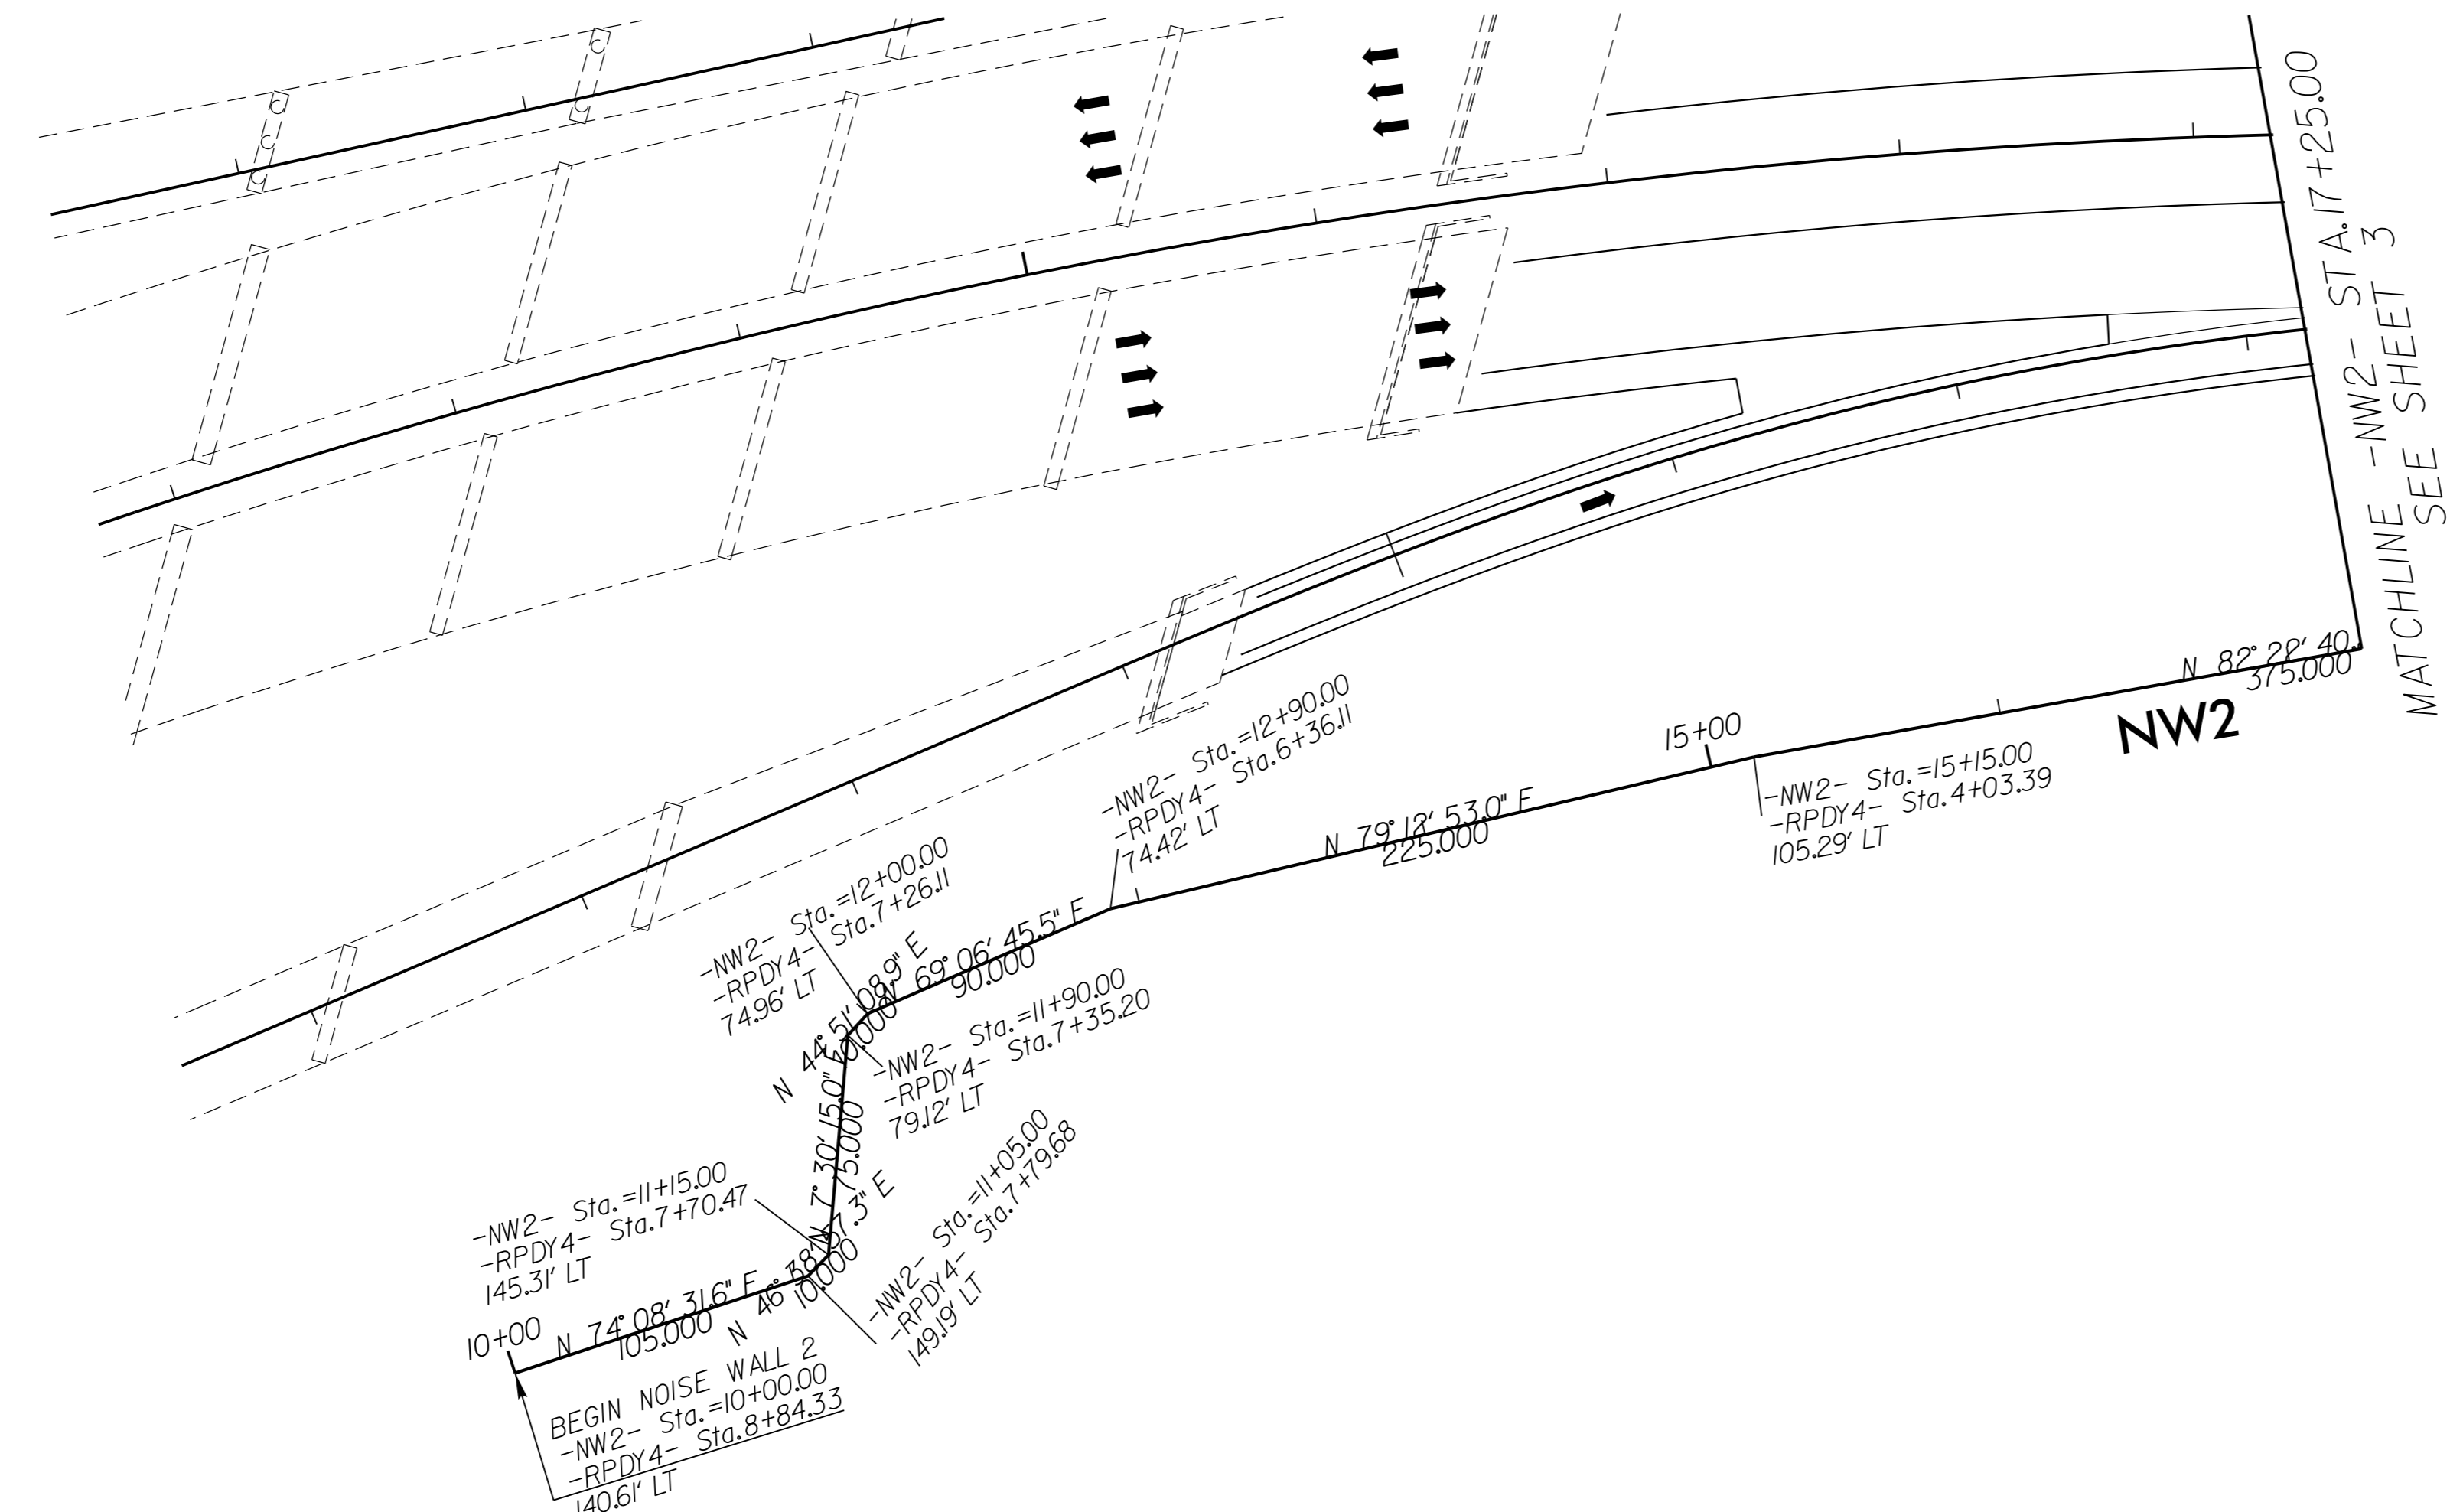 MATCHLINE -NW2- STA.17+25.00
SEE SHEET 3
N 82° 22' 40.
375.000
NW2
15+00
-NW2- Sta.=15+15.00
-RPDY4- Sta.4+03.39
105.29' LT
N 79° 12' 53.0" E
225.000
-NW2- Sta.=12+90.00
-RPDY4- Sta.6+36.11
74.42' LT
-NW2- Sta.=12+00.00
-RPDY4- Sta.7+26.11
74.96' LT
N 69° 06' 45.5" E
90.000
N 44° 51' 08.9" E
10.000
-NW2- Sta.=11+90.00
-RPDY4- Sta.7+35.20
79.12' LT
N 7° 30' 15.0" E
75.000
-NW2- Sta.=11+15.00
-RPDY4- Sta.7+70.47
145.31' LT
N 46° 38' 07.3" E
10.000
-NW2- Sta.=11+05.00
-RPDY4- Sta.7+79.68
149.19' LT
10+00
N 74° 08' 31.6" E
105.000
BEGIN NOISE WALL 2
-NW2- Sta.=10+00.00
-RPDY4- Sta.8+84.33
140.61' LT
C
C
C
C
C